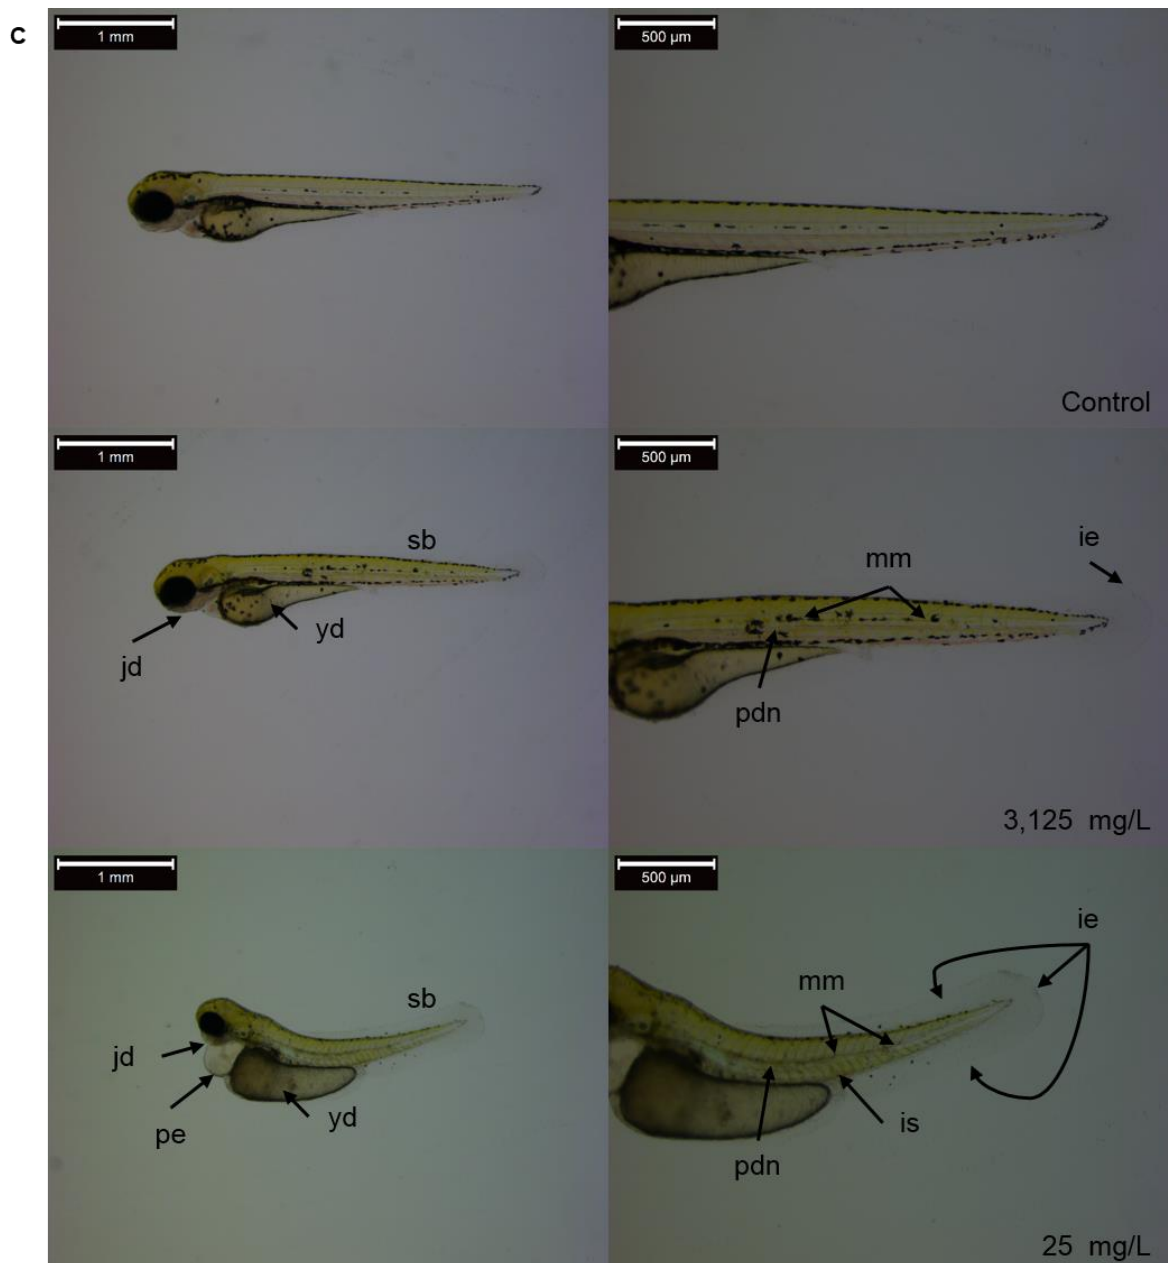 c
1 mm
500 µm
Control
1 mm
500 µm
sb
ie
mm
yd
jd
pdn
3,125 mg/L
1 mm
500 µm
ie
sb
mm
jd
pe
yd
is
pdn
25 mg/L